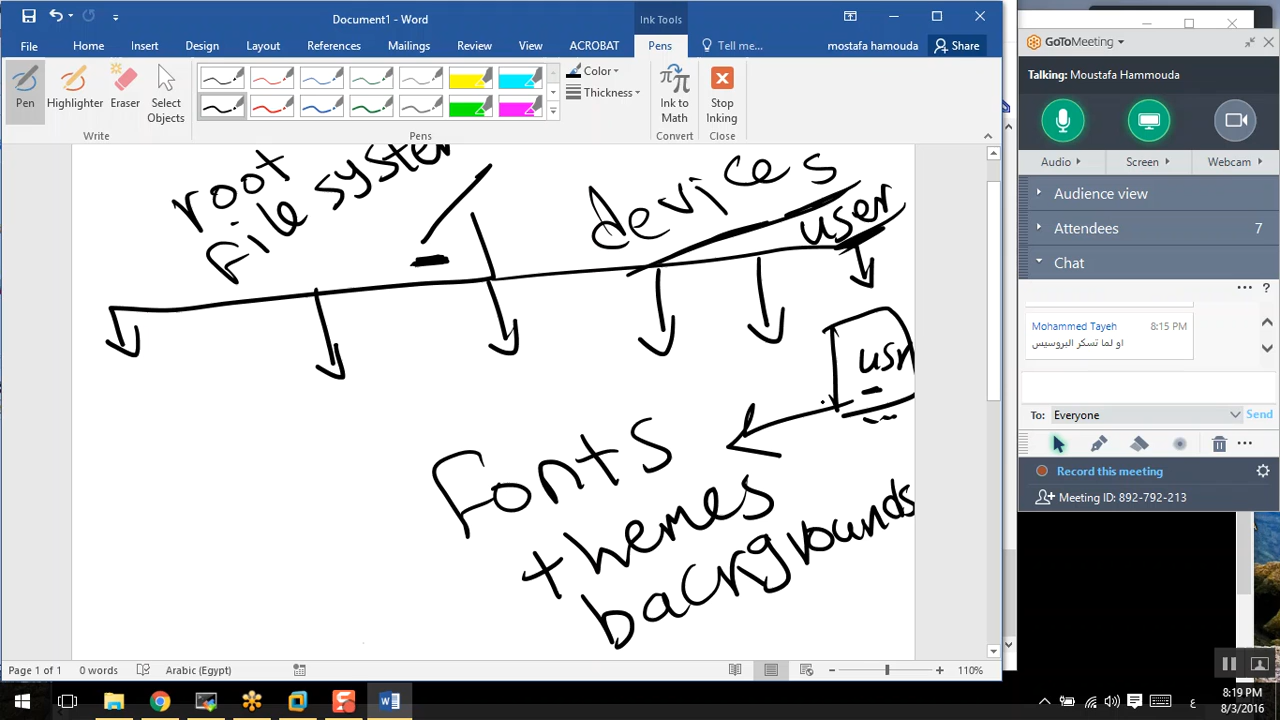 Document1 - Word
Ink Tools
File
Home
Insert
Design
Layout
References
Mailings
Review
View
ACROBAT
Pens
Tell me...
mostafa hamouda
Share
Pen
Highlighter
Eraser
Select
Objects
Color
Thickness
Ink to
Math
Stop
Inking
Write
Pens
Convert
Close
root
file system
devices
user
usr
Fonts
themes
backgrounds
Page 1 of 1
0 words
Arabic (Egypt)
110%
GoToMeeting
Talking: Moustafa Hammouda
Audio
Screen
Webcam
Audience view
Attendees
7
Chat
Mohammed Tayeh
8:15 PM
او لما تسكر البروسيس
To:
Everyone
Send
Record this meeting
Meeting ID: 892-792-213
ع
8:19 PM
8/3/2016